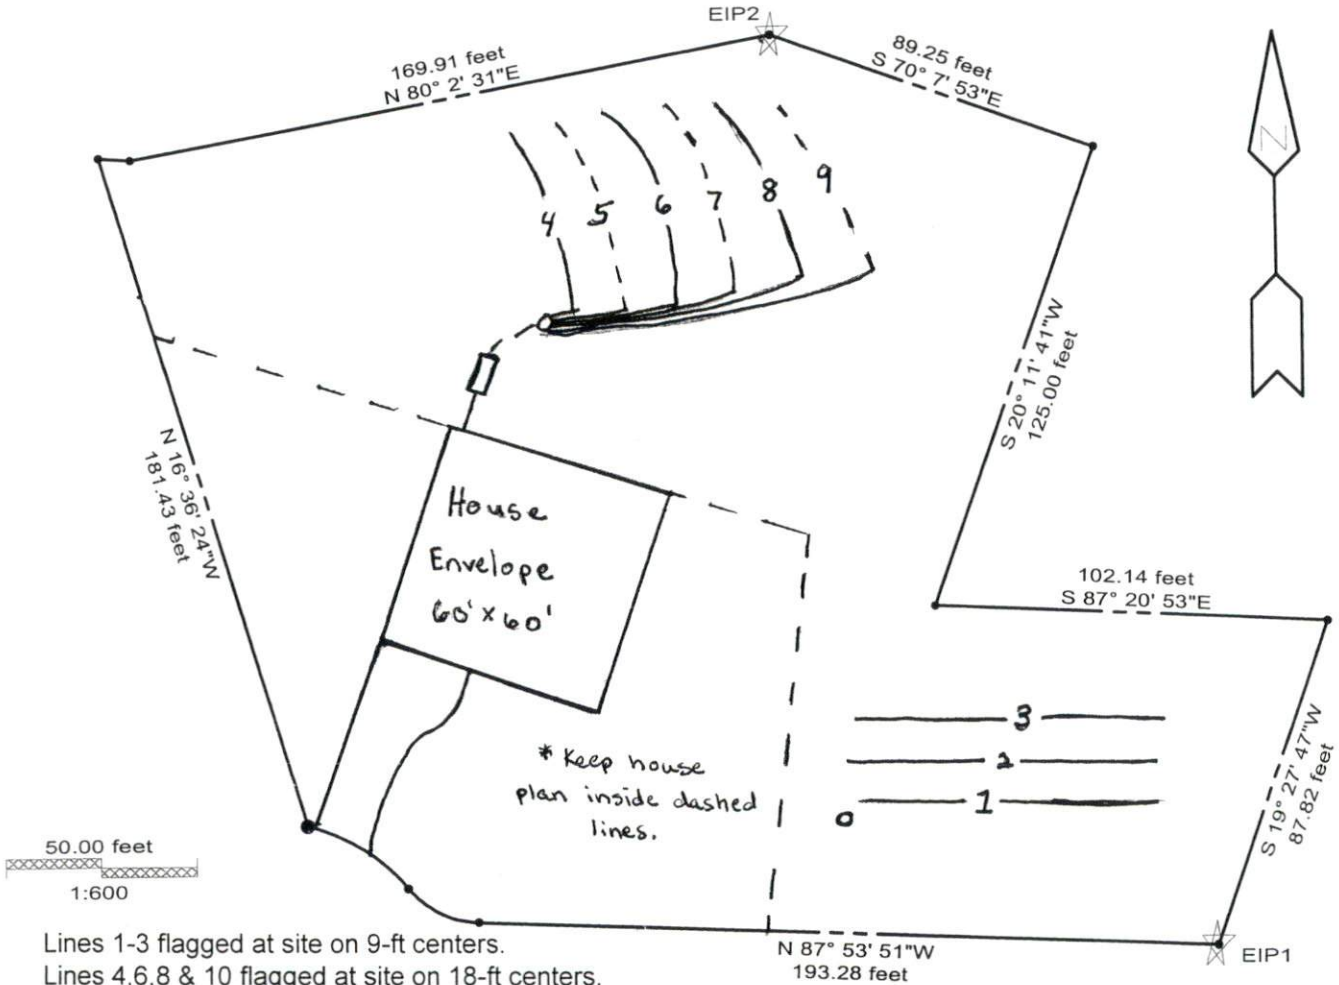 EIP2
169.91 feet
N 80° 2' 31"E
89.25 feet
S 70° 7' 53"E
N
4
5
6
7
8
9
S 20° 11' 41"W
125.00 feet
N 16° 36' 24"W
181.43 feet
House
Envelope
60' x 60'
102.14 feet
S 87° 20' 53"E
3
2
1
S 19° 27' 47"W
87.82 feet
* Keep house
plan inside dashed
lines.
50.00 feet
1:600
N 87° 53' 51"W
193.28 feet
EIP1
Lines 1-3 flagged at site on 9-ft centers.
Lines 4,6,8 & 10 flagged at site on 18-ft centers.